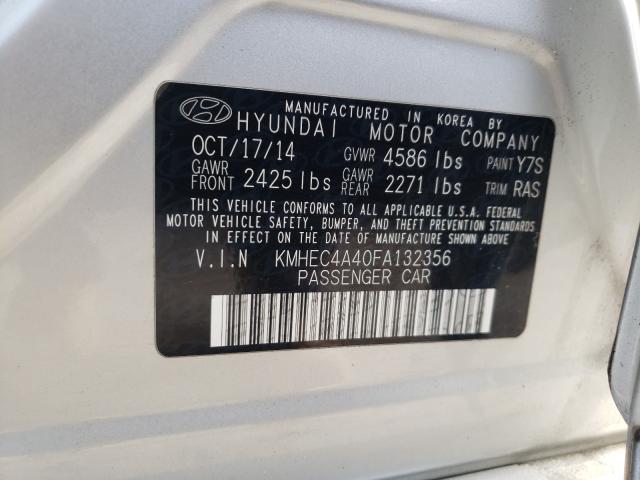 MANUFACTURED IN KOREA BY
HYUNDAI MOTOR COMPANY
OCT/17/14 GVWR 4586 lbs PAINT Y7S
GAWR FRONT 2425 lbs GAWR REAR 2271 lbs TRIM RAS
THIS VEHICLE CONFORMS TO ALL APPLICABLE U.S.A. FEDERAL
MOTOR VEHICLE SAFETY, BUMPER, AND THEFT PREVENTION STANDARDS
IN EFFECT ON THE DATE OF MANUFACTURE SHOWN ABOVE
V.I.N KMHEC4A40FA132356
PASSENGER CAR